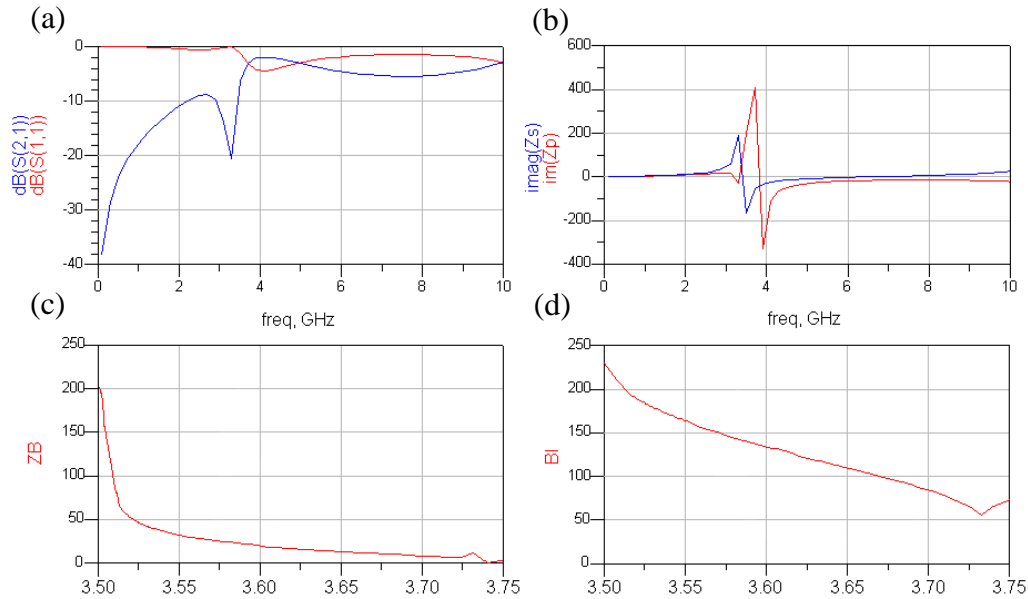 (a)
(b)
0
-10
-20
-30
-40
dB(S(2,1))
dB(S(1,1))
0 2 4 6 8 10
freq, GHz
600
400
200
0
-200
-400
imag(Zs)
im(Zp)
0 2 4 6 8 10
freq, GHz
(c)
(d)
250
200
150
100
50
0
ZB
3.50 3.55 3.60 3.65 3.70 3.75
250
200
150
100
50
0
BI
3.50 3.55 3.60 3.65 3.70 3.75